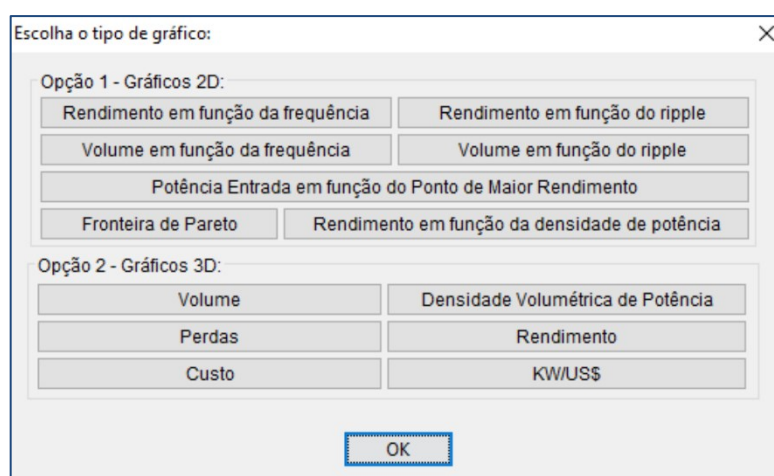 Escolha o tipo de gráfico:
Opção 1 - Gráficos 2D:
Rendimento em função da frequência
Rendimento em função do ripple
Volume em função da frequência
Volume em função do ripple
Potência Entrada em função do Ponto de Maior Rendimento
Fronteira de Pareto
Rendimento em função da densidade de potência
Opção 2 - Gráficos 3D:
Volume
Densidade Volumétrica de Potência
Perdas
Rendimento
Custo
KW/US$
OK